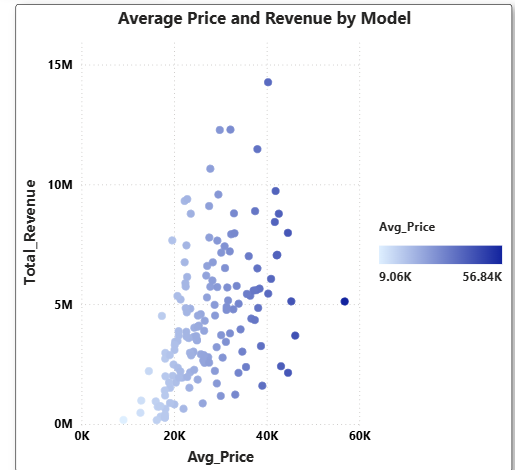 Average Price and Revenue by Model
15M
10M
5M
0M
Total_Revenue
0K 20K 40K 60K
Avg_Price
Avg_Price
9.06K 56.84K